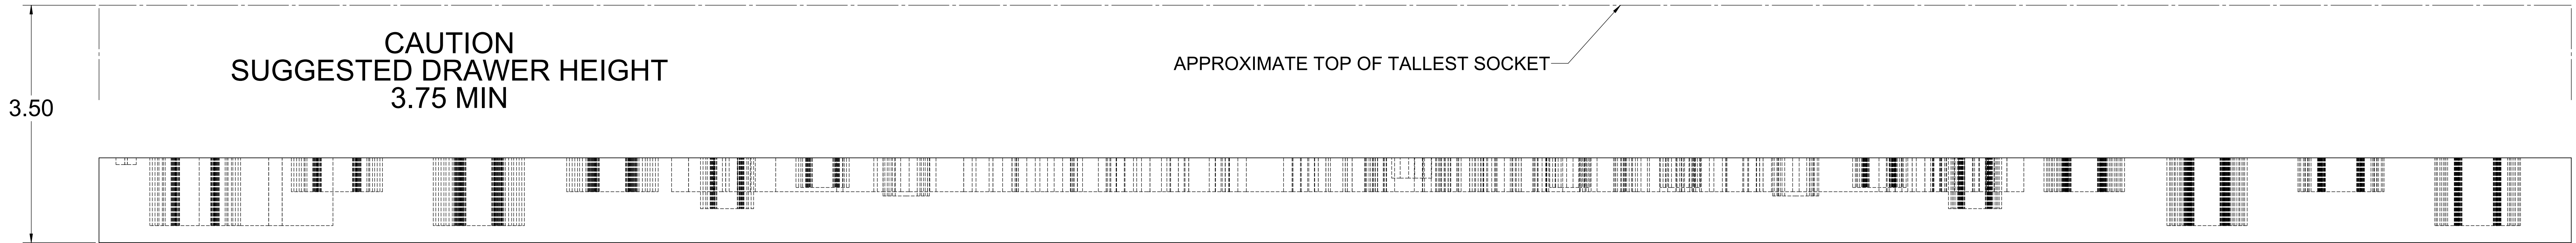 CAUTION
SUGGESTED DRAWER HEIGHT
3.75 MIN
APPROXIMATE TOP OF TALLEST SOCKET
3.50